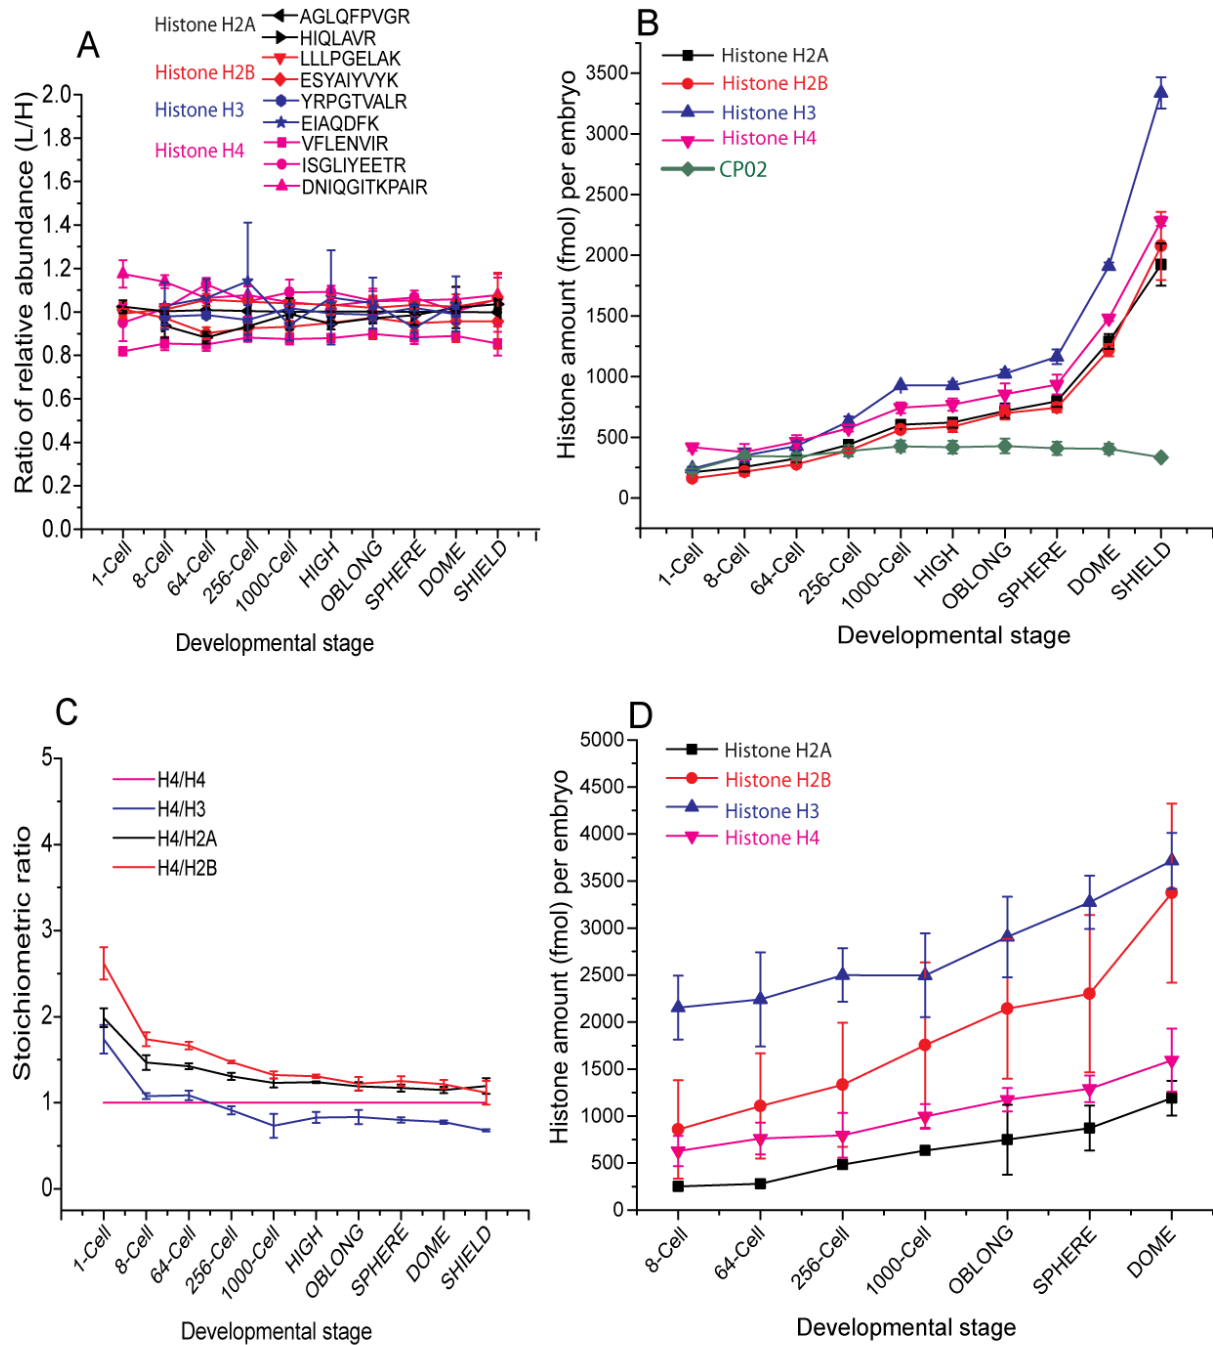 A
Histone H2A
AGLQFPVGR
HIQLAVR
Histone H2B
LLLPGELAK
ESYAIYVYK
Histone H3
YRPGTVALR
EIAQDFK
Histone H4
VFLENVIR
ISGLIYEETR
DNIQGITKPAIR
Ratio of relative abundance (L/H)
2.0
1.8
1.6
1.4
1.2
1.0
0.8
0.6
0.4
0.2
0.0
1-Cell
8-Cell
64-Cell
256-Cell
1000-Cell
HIGH
OBLONG
SPHERE
DOME
SHIELD
Developmental stage
B
Histone H2A
Histone H2B
Histone H3
Histone H4
CP02
Histone amount (fmol) per embryo
3500
3000
2500
2000
1500
1000
500
0
1-Cell
8-Cell
64-Cell
256-Cell
1000-Cell
HIGH
OBLONG
SPHERE
DOME
SHIELD
Developmental stage
C
H4/H4
H4/H3
H4/H2A
H4/H2B
Stoichiometric ratio
5
4
3
2
1
0
1-Cell
8-Cell
64-Cell
256-Cell
1000-Cell
HIGH
OBLONG
SPHERE
DOME
SHIELD
Developmental stage
D
Histone H2A
Histone H2B
Histone H3
Histone H4
Histone amount (fmol) per embryo
5000
4500
4000
3500
3000
2500
2000
1500
1000
500
0
8-Cell
64-Cell
256-Cell
1000-Cell
OBLONG
SPHERE
DOME
Developmental stage